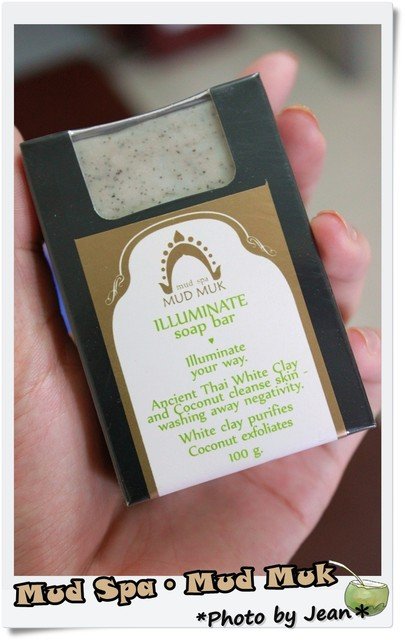 mud spa
MUD MUK
ILLUMINATE
soap bar
Illuminate
your way.
Ancient Thai White Clay
and Coconut cleanse skin -
washing away negativity.
White clay purifies
Coconut exfoliates
100 g.
Mud Spa • Mud Muk
*Photo by Jean*